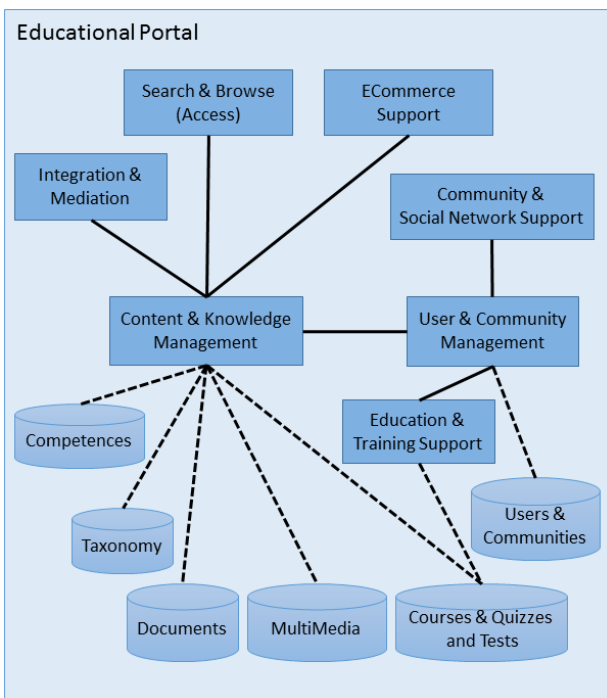 Educational Portal
Search & Browse
(Access)
ECommerce
Support
Integration &
Mediation
Community &
Social Network Support
Content & Knowledge
Management
User & Community
Management
Competences
Education &
Training Support
Taxonomy
Users &
Communities
Documents
MultiMedia
Courses & Quizzes
and Tests